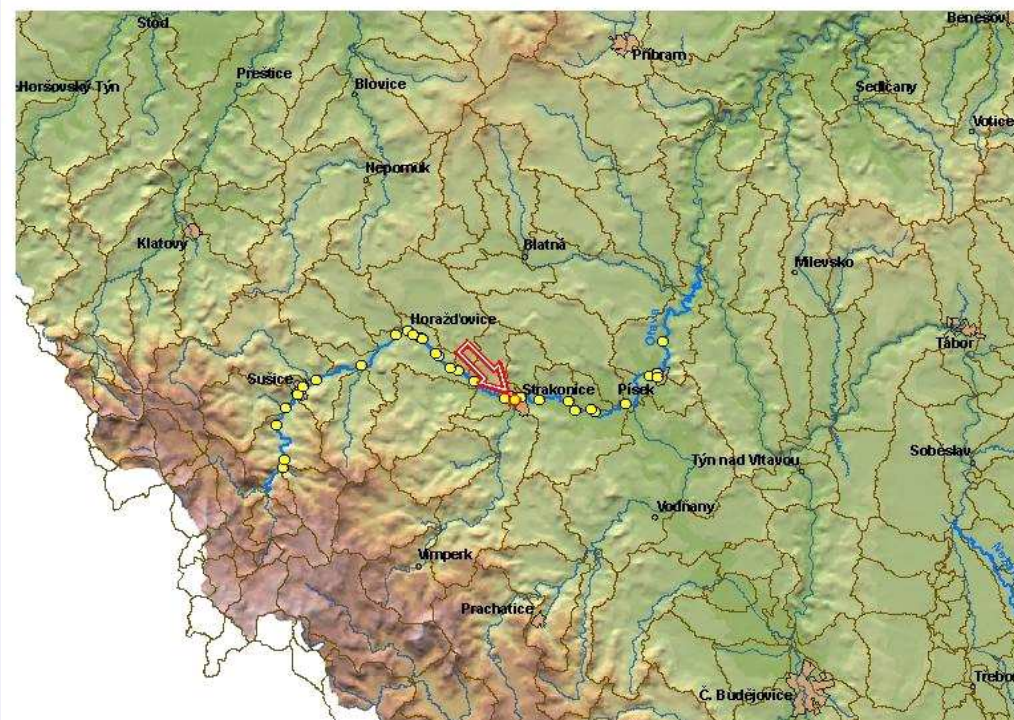 Stod
Benešov
Příbram
Přeštice
Horšovský Týn
Blovice
Sedlčany
Votice
Nepomuk
Klatovy
Blatná
Milevsko
Horažďovice
Otava
Tábor
Sušice
Strakonice
Písek
Týn nad Vltavou
Soběslav
Vodňany
Vimperk
Prachatice
Č. Budějovice